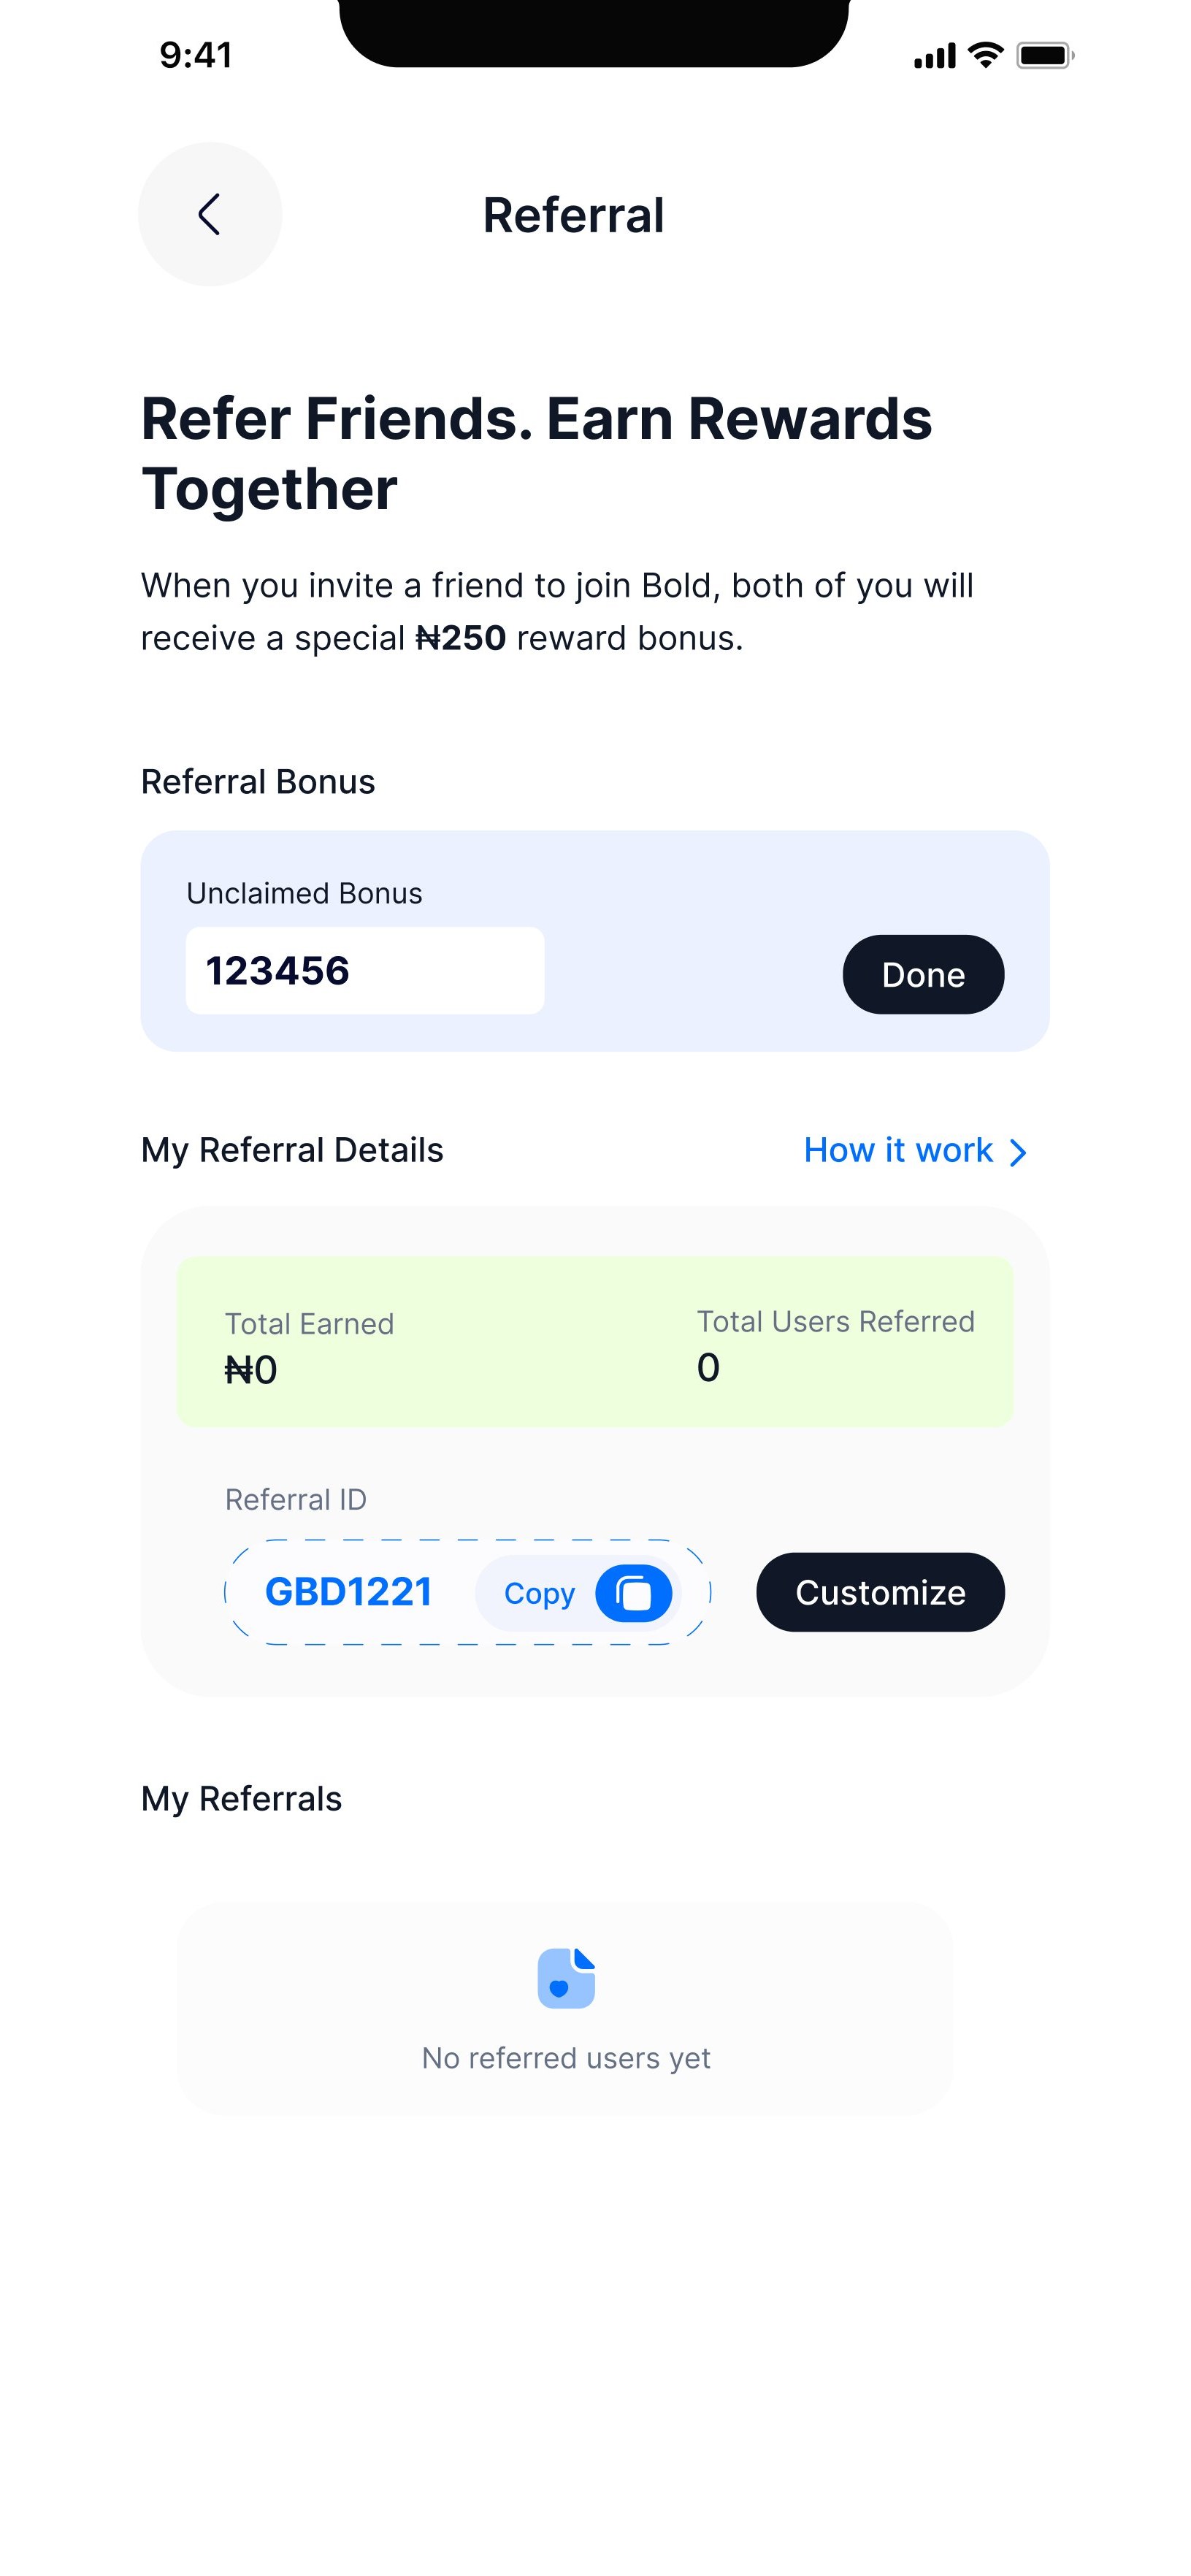 9:41
Referral
Refer Friends. Earn Rewards
Together
When you invite a friend to join Bold, both of you will
receive a special ₦250 reward bonus.
Referral Bonus
Unclaimed Bonus
123456
Done
My Referral Details
How it work
Total Earned
Total Users Referred
₦0
0
Referral ID
GBD1221
Copy
Customize
My Referrals
No referred users yet